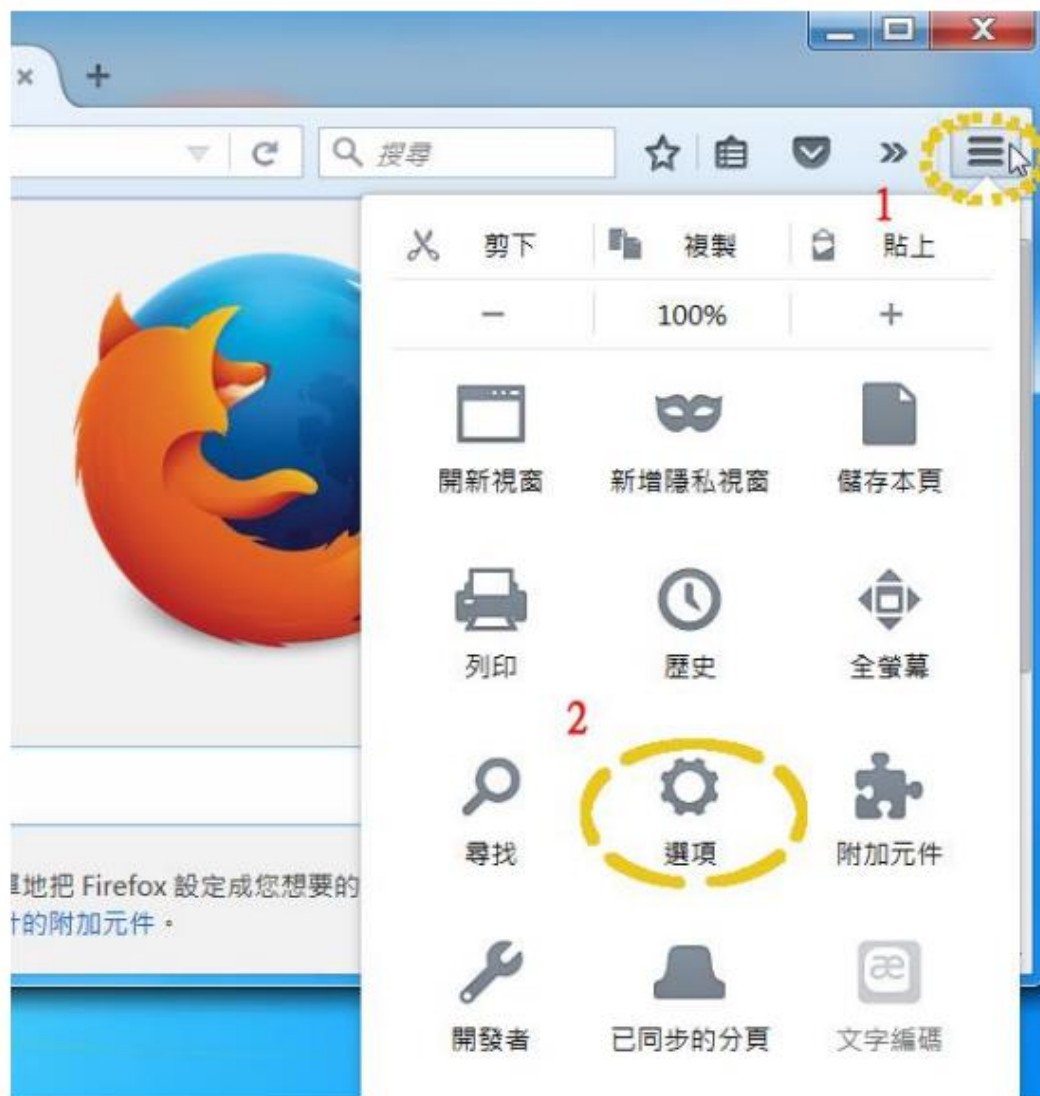 搜尋
1
剪下 複製 貼上
100%
開新視窗 新增隱私視窗 儲存本頁
列印 歷史 全螢幕
2
尋找 選項 附加元件
地把 Firefox 設定成您想要的
的附加元件。
開發者 已同步的分頁 文字編碼
æ